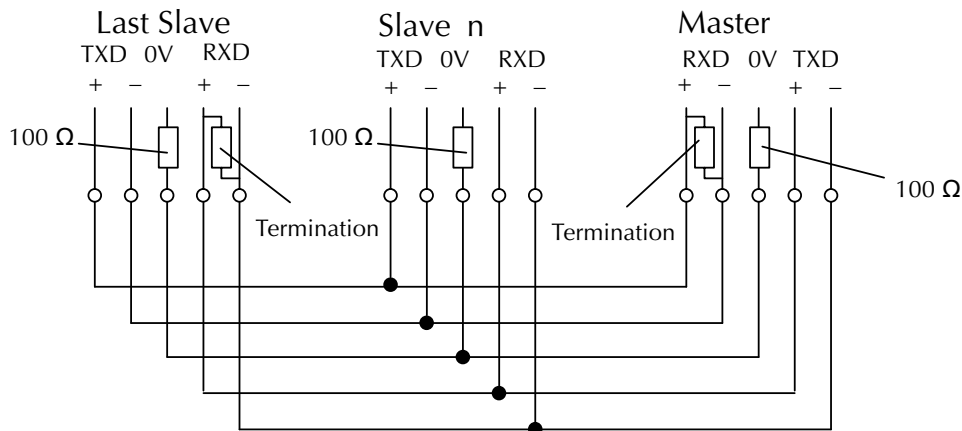 Last Slave Slave n Master
TXD 0V RXD TXD 0V RXD RXD 0V TXD
+ − + − + − + − + − + −
100 Ω 100 Ω 100 Ω
Termination Termination